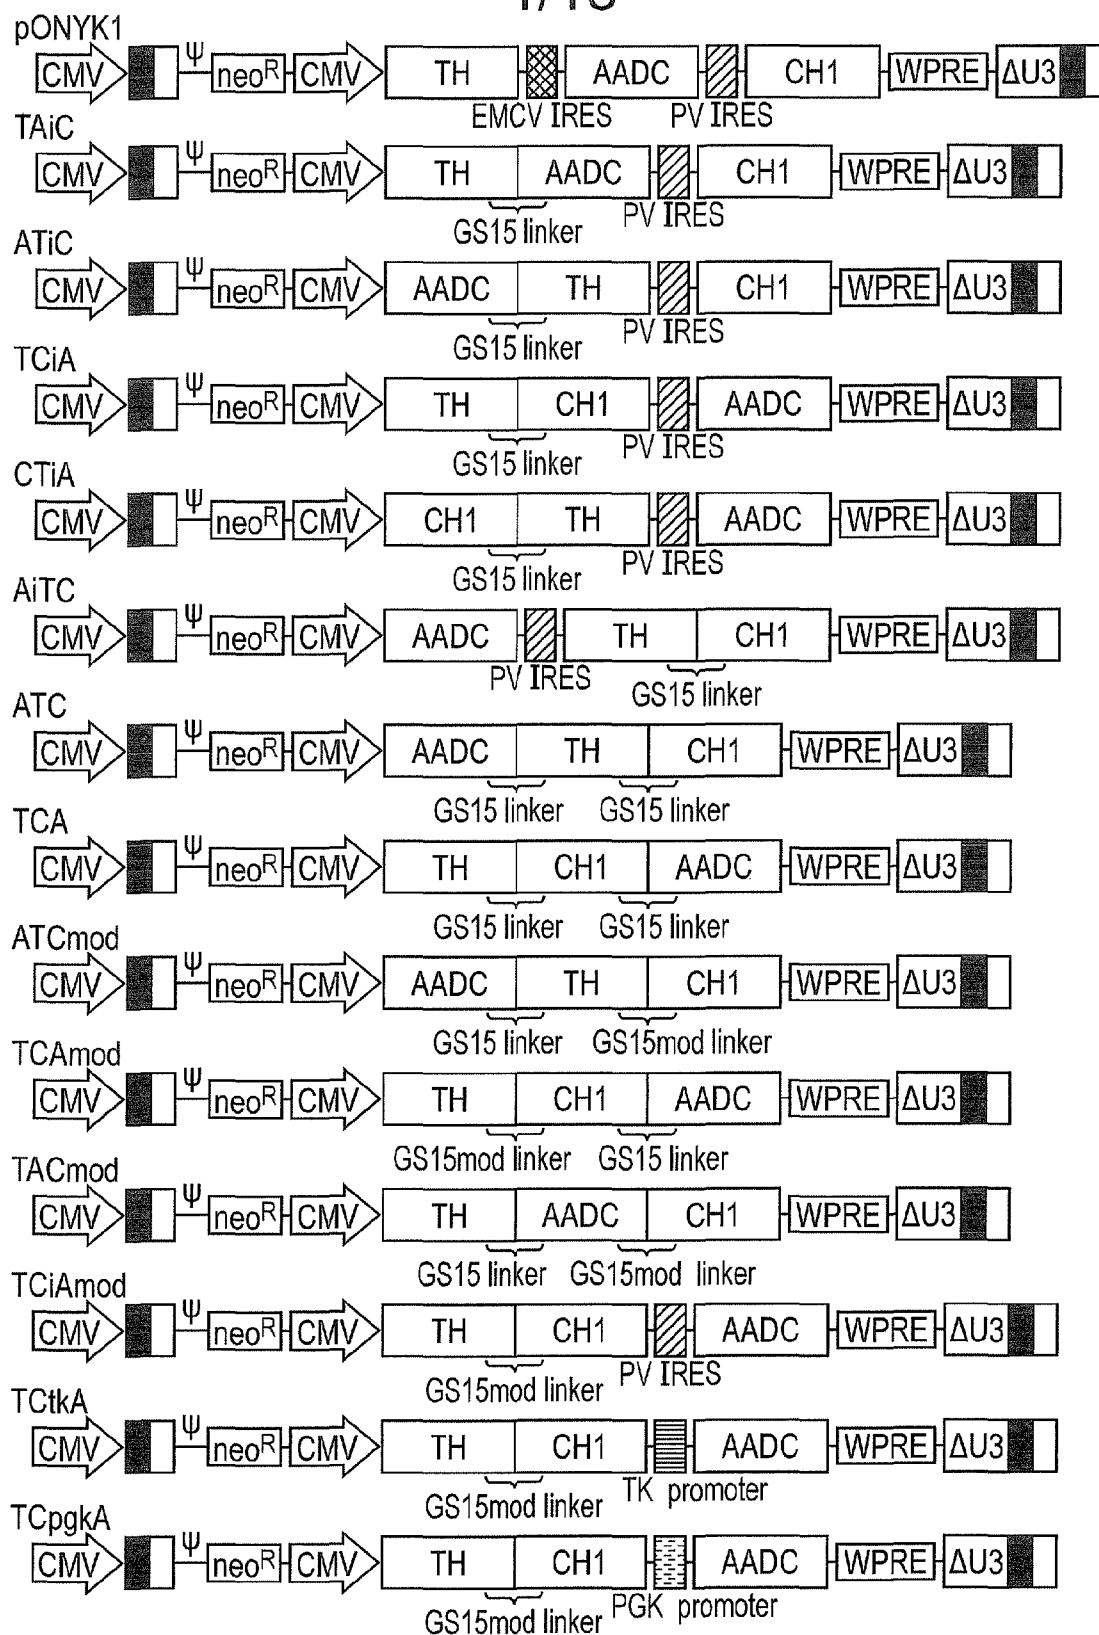 pONYK1
CMV ψ neoR CMV TH AADC CH1 WPRE ΔU3
EMCV IRES PV IRES
TAiC
CMV ψ neoR CMV TH AADC CH1 WPRE ΔU3
GS15 linker PV IRES
ATiC
CMV ψ neoR CMV AADC TH CH1 WPRE ΔU3
GS15 linker PV IRES
TCiA
CMV ψ neoR CMV TH CH1 AADC WPRE ΔU3
GS15 linker PV IRES
CTiA
CMV ψ neoR CMV CH1 TH AADC WPRE ΔU3
GS15 linker PV IRES
AiTC
CMV ψ neoR CMV AADC TH CH1 WPRE ΔU3
PV IRES GS15 linker
ATC
CMV ψ neoR CMV AADC TH CH1 WPRE ΔU3
GS15 linker GS15 linker
TCA
CMV ψ neoR CMV TH CH1 AADC WPRE ΔU3
GS15 linker GS15 linker
ATCmod
CMV ψ neoR CMV AADC TH CH1 WPRE ΔU3
GS15 linker GS15mod linker
TCAmod
CMV ψ neoR CMV TH CH1 AADC WPRE ΔU3
GS15mod linker GS15 linker
TACmod
CMV ψ neoR CMV TH AADC CH1 WPRE ΔU3
GS15 linker GS15mod linker
TCiAmod
CMV ψ neoR CMV TH CH1 AADC WPRE ΔU3
GS15mod linker PV IRES
TCtkA
CMV ψ neoR CMV TH CH1 AADC WPRE ΔU3
GS15mod linker TK promoter
TCpgkA
CMV ψ neoR CMV TH CH1 AADC WPRE ΔU3
GS15mod linker PGK promoter